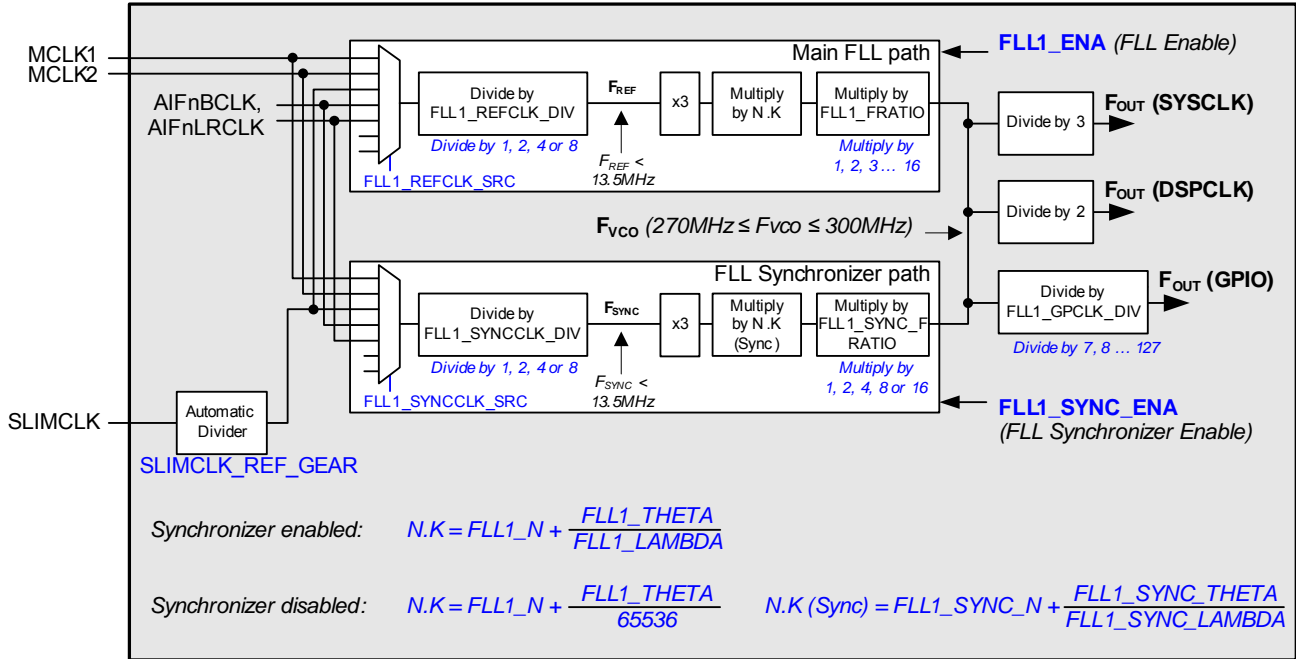 MCLK1
MCLK2
AIFnBCLK,
AIFnLRCLK
SLIMCLK
Automatic
Divider
SLIMCLK_REF_GEAR
Main FLL path
Divide by
FLL1_REFCLK_DIV
Divide by 1, 2, 4 or 8
FLL1_REFCLK_SRC
FREF
FREF <
13.5MHz
x3
Multiply
by N.K
Multiply by
FLL1_FRATIO
Multiply by
1, 2, 3 … 16
FLL1_ENA (FLL Enable)
Divide by 3
FOUT (SYSCLK)
Divide by 2
FOUT (DSPCLK)
FVCO (270MHz ≤ Fvco ≤ 300MHz)
FLL Synchronizer path
Divide by
FLL1_SYNCCLK_DIV
Divide by 1, 2, 4 or 8
FLL1_SYNCCLK_SRC
FSYNC
FSYNC <
13.5MHz
x3
Multiply
by N.K
(Sync)
Multiply by
FLL1_SYNC_F
RATIO
Multiply by
1, 2, 4, 8 or 16
Divide by
FLL1_GPCLK_DIV
Divide by 7, 8 … 127
FOUT (GPIO)
FLL1_SYNC_ENA
(FLL Synchronizer Enable)
Synchronizer enabled: N.K = FLL1_N + FLL1_THETA
FLL1_LAMBDA
Synchronizer disabled: N.K = FLL1_N + FLL1_THETA
65536
N.K (Sync) = FLL1_SYNC_N + FLL1_SYNC_THETA
FLL1_SYNC_LAMBDA